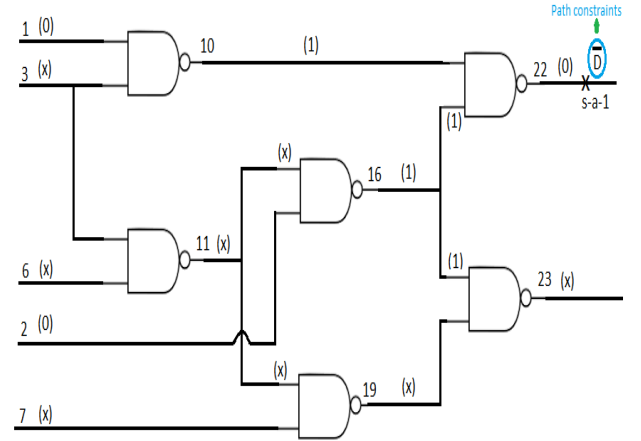 Path constraints
D
1 (0)
10
(1)
22 (0)
3 (x)
s-a-1
(1)
(x)
16 (1)
11 (x)
(1)
6 (x)
23 (x)
2 (0)
(x)
19 (x)
7 (x)